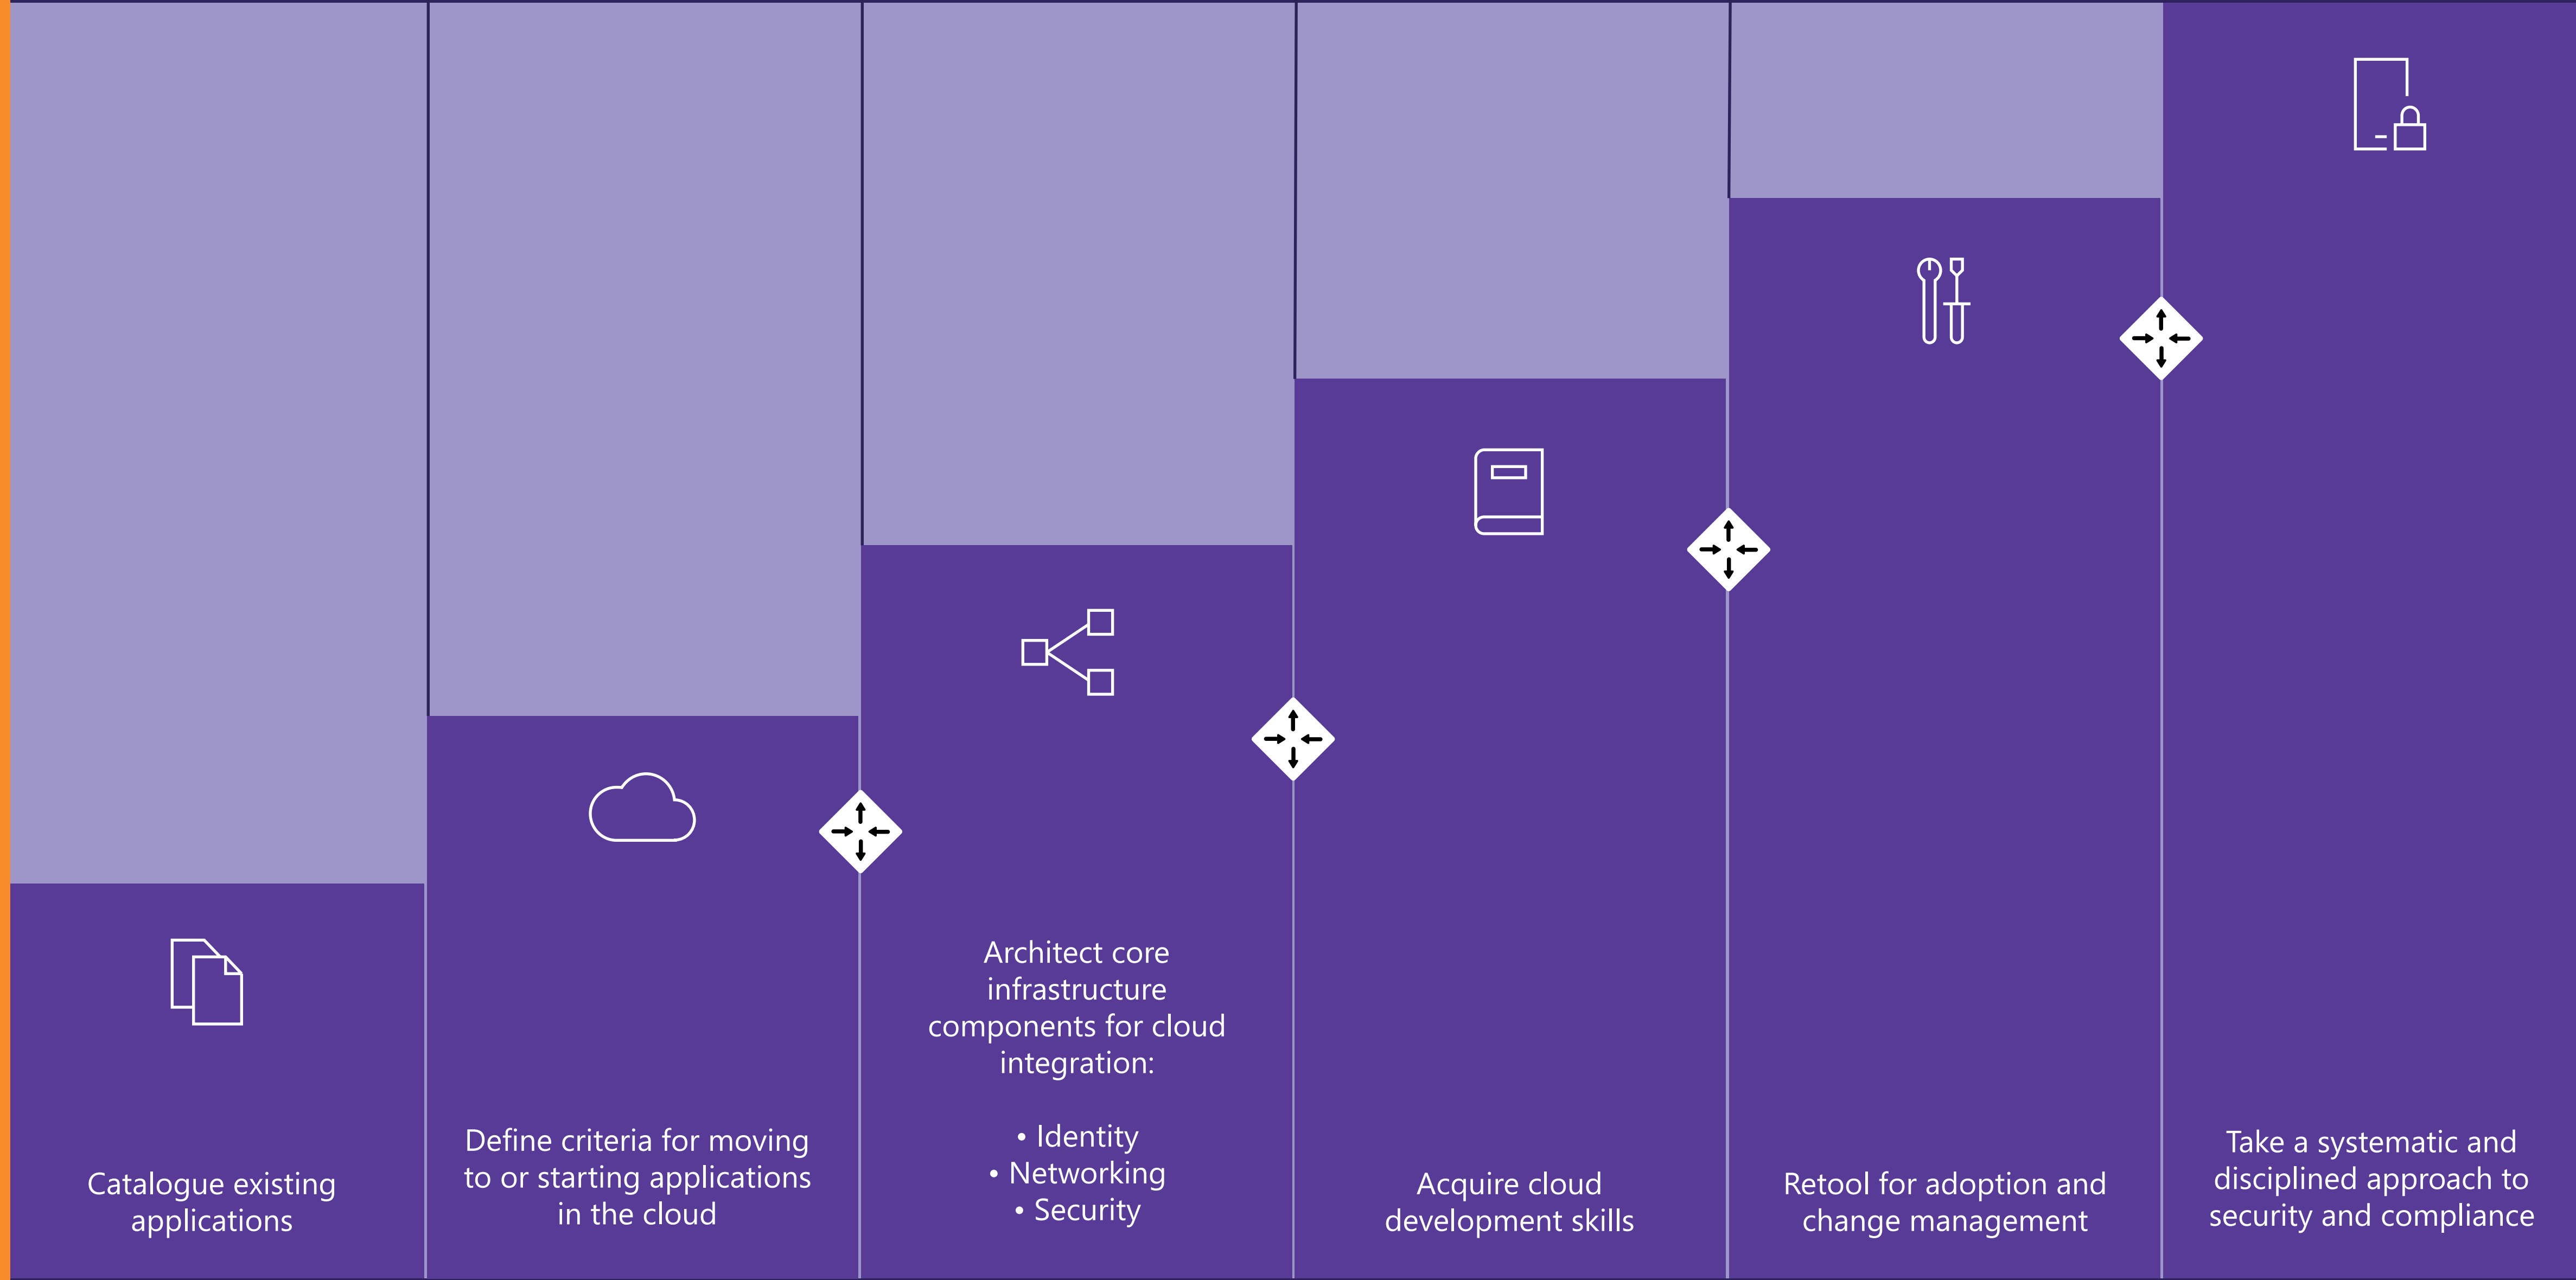 Catalogue existing
applications
Define criteria for moving
to or starting applications
in the cloud
Architect core
infrastructure
components for cloud
integration:
• Identity
• Networking
• Security
Acquire cloud
development skills
Retool for adoption and
change management
Take a systematic and
disclined approach to
security and compliance